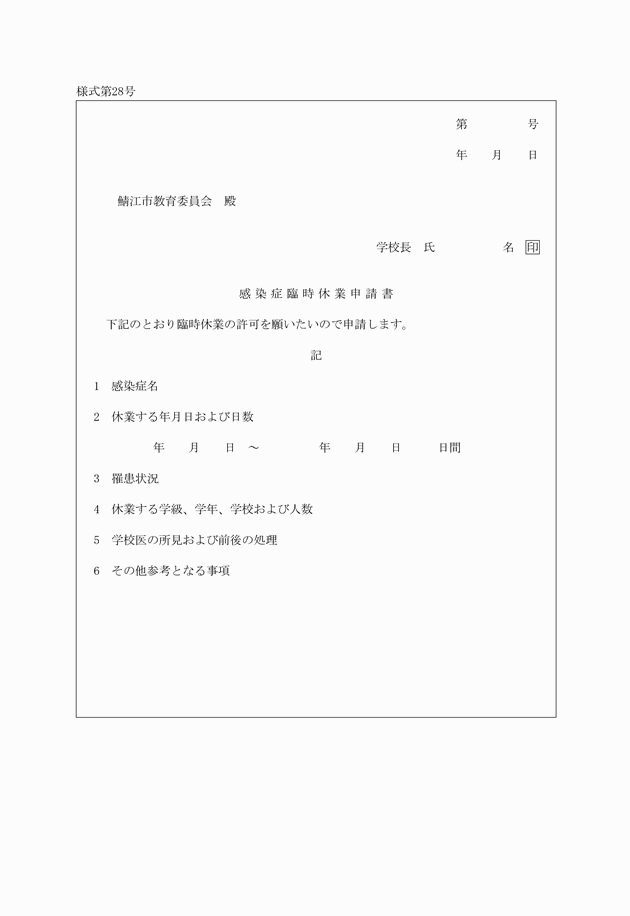 様式第28号
第　　　　　号
年　　月　　日
鯖江市教育委員会　殿
学校長　氏　　　　　　名　印
感染症臨時休業申請書
下記のとおり臨時休業の許可を願いたいので申請します。
記
1　感染症名
2　休業する年月日および日数
年　　月　　日　～　　　　　年　　月　　日　　　日間
3　罹患状況
4　休業する学級、学年、学校および人数
5　学校医の所見および前後の処理
6　その他参考となる事項